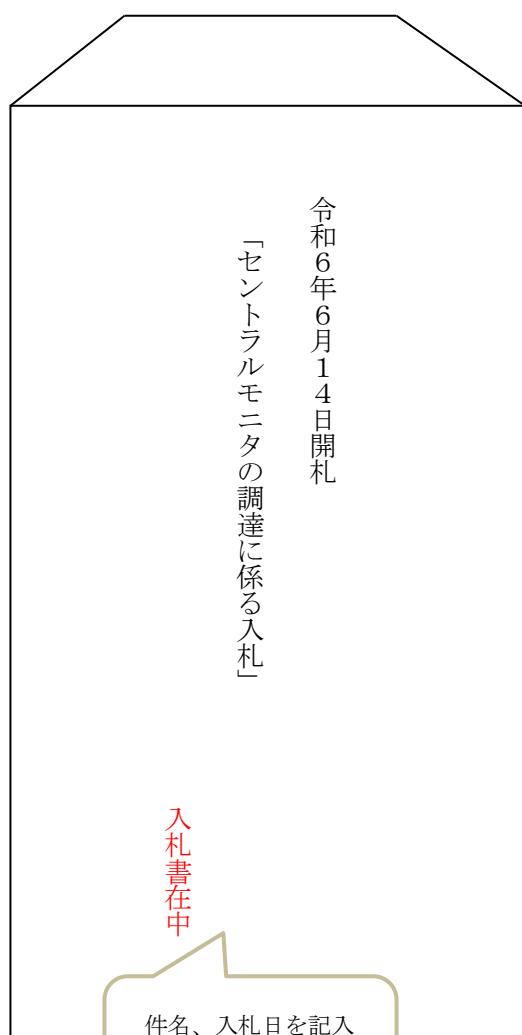 令和６年６月１４日開札
「セントラルモニタの調達に係る入札」
入札書在中
件名、入札日を記入